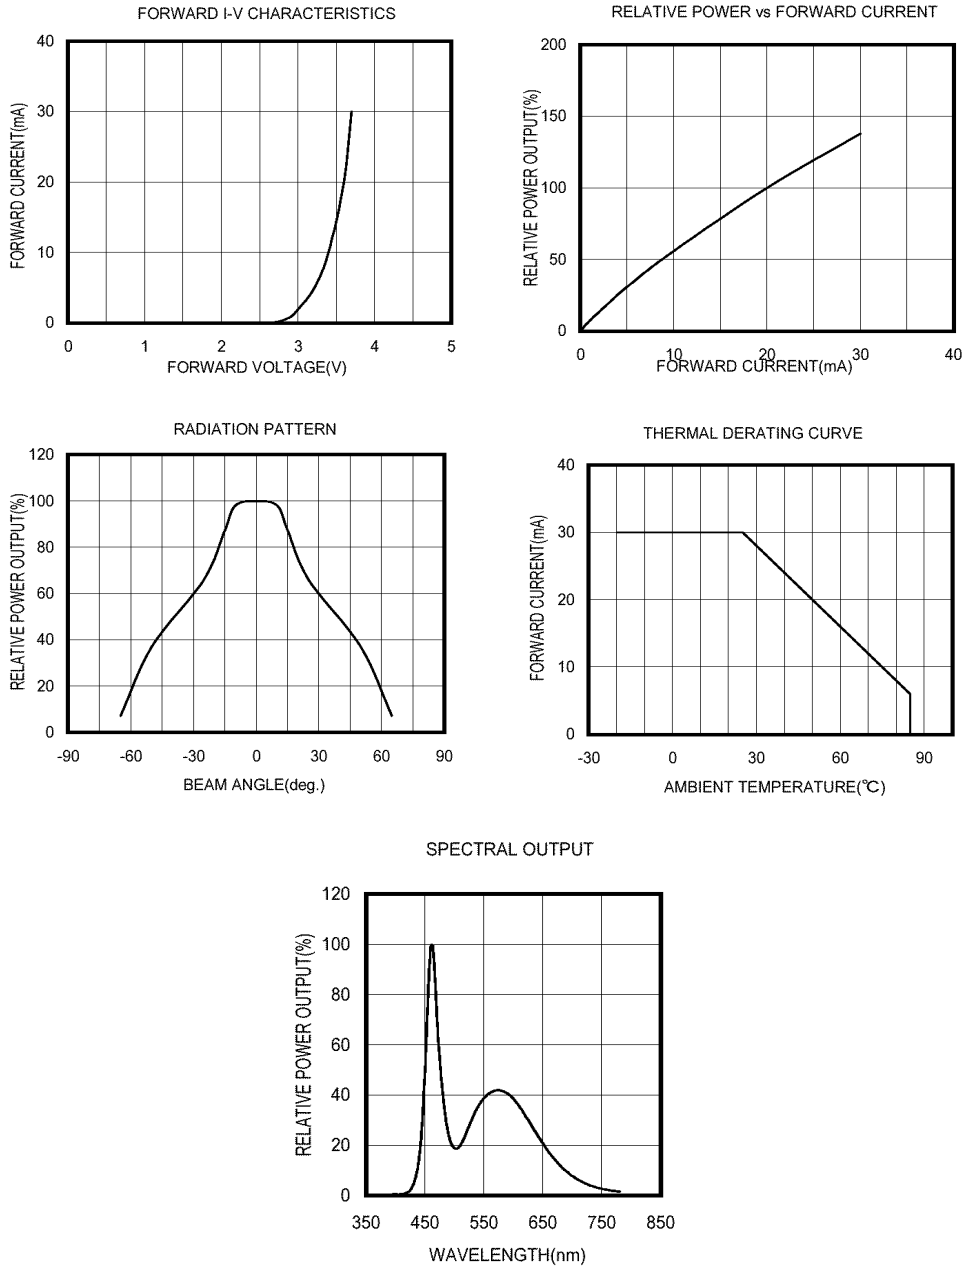 FORWARD I-V CHARACTERISTICS
40
30
20
10
0
FORWARD CURRENT(mA)
0 1 2 3 4 5
FORWARD VOLTAGE(V)
RELATIVE POWER vs FORWARD CURRENT
200
150
100
50
0
RELATIVE POWER OUTPUT(%)
0 10 20 30 40
FORWARD CURRENT(mA)
RADIATION PATTERN
120
100
80
60
40
20
0
RELATIVE POWER OUTPUT(%)
-90 -60 -30 0 30 60 90
BEAM ANGLE(deg.)
THERMAL DERATING CURVE
40
30
20
10
0
FORWARD CURRENT(mA)
-30 0 30 60 90
AMBIENT TEMPERATURE(℃)
SPECTRAL OUTPUT
120
100
80
60
40
20
0
RELATIVE POWER OUTPUT(%)
350 450 550 650 750 850
WAVELENGTH(nm)